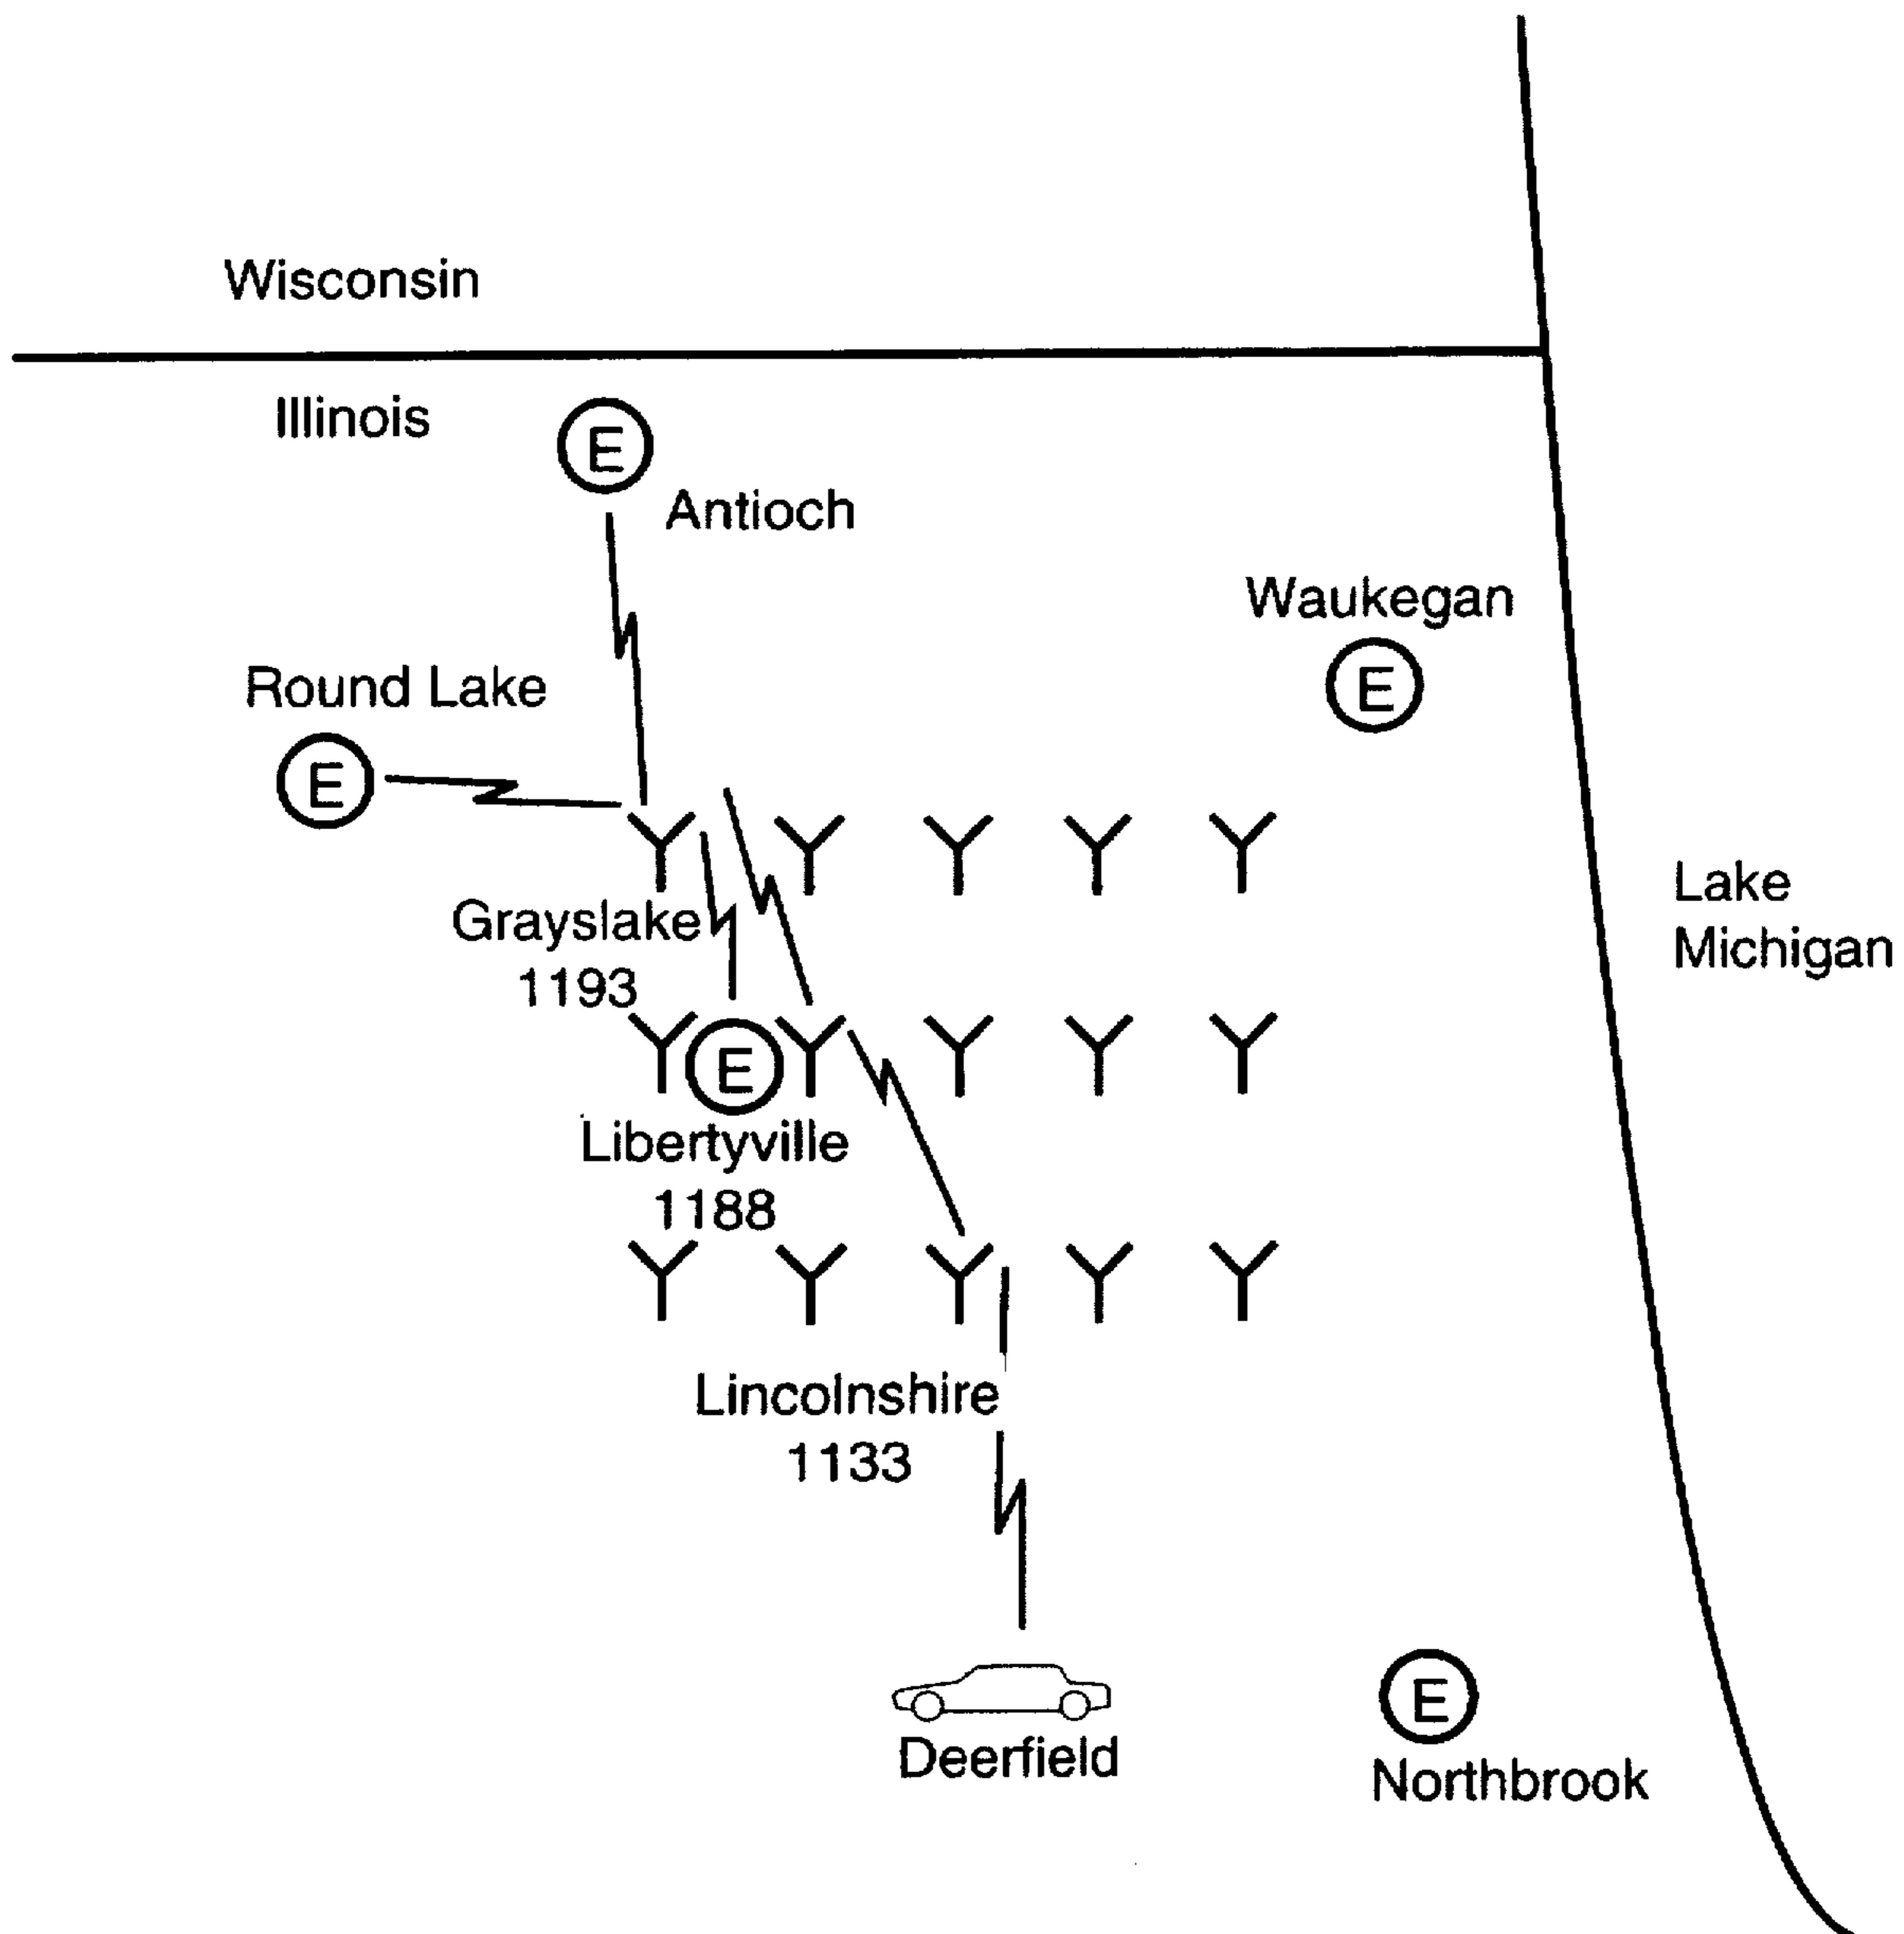 Wisconsin
Illinois
E
Antioch
Waukegan
E
Round Lake
E
Lake
Michigan
Grayslake
1193
E
Libertyville
1188
Lincolnshire
1133
E
Deerfield
Northbrook